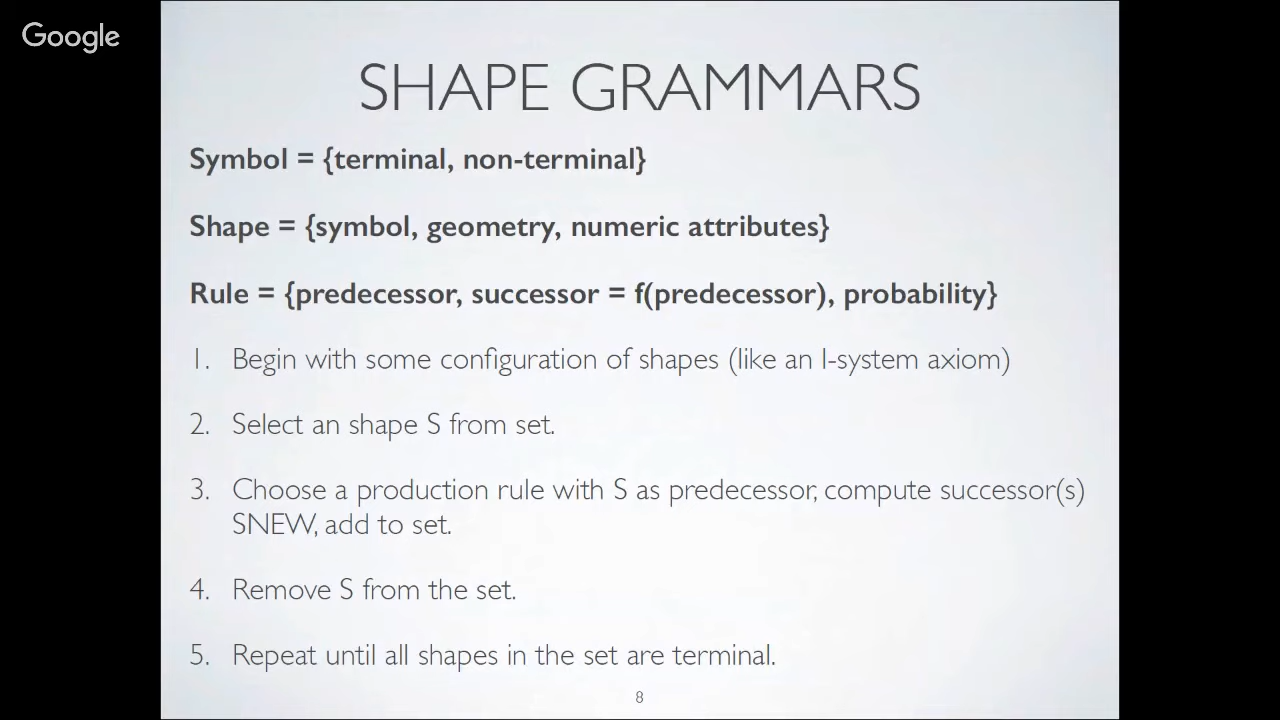 Google
SHAPE GRAMMARS
Symbol = {terminal, non-terminal}
Shape = {symbol, geometry, numeric attributes}
Rule = {predecessor, successor = f(predecessor), probability}
1. Begin with some configuration of shapes (like an l-system axiom)
2. Select an shape S from set.
3. Choose a production rule with S as predecessor, compute successor(s)
SNEW, add to set.
4. Remove S from the set.
5. Repeat until all shapes in the set are terminal.
8